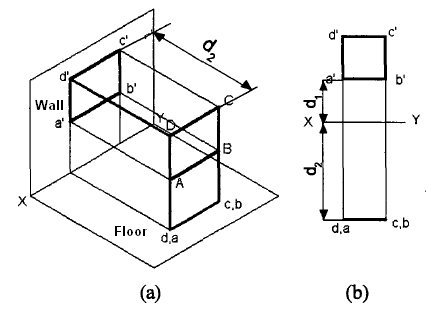 c'
d₂
d'
C
Wall
b'
a'
Y
D
B
A
X
c,b
Floor
d,a
(a)
d'
c'
a'
b'
d₁
X
Y
d₂
d,a
c,b
(b)